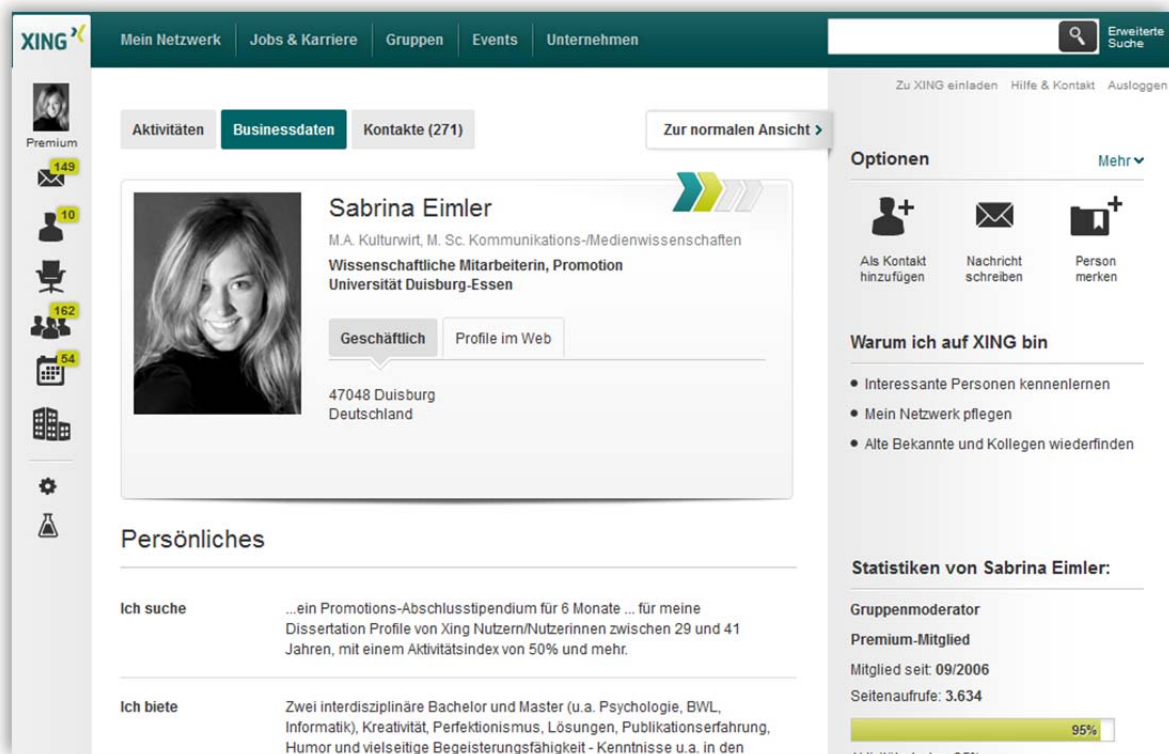 XING
Mein Netzwerk
Jobs & Karriere
Gruppen
Events
Unternehmen
Erweiterte
Suche
Zu XING einladen Hilfe & Kontakt Ausloggen
Premium
149
10
162
54
Aktivitäten
Businessdaten
Kontakte (271)
Zur normalen Ansicht
Sabrina Eimler
M.A. Kulturwirt, M. Sc. Kommunikations-/Medienwissenschaften
Wissenschaftliche Mitarbeiterin, Promotion
Universität Duisburg-Essen
Geschäftlich
Profile im Web
47048 Duisburg
Deutschland
Persönliches
Ich suche
...ein Promotions-Abschlusstipendium für 6 Monate ... für meine
Dissertation Profile von Xing Nutzern/Nutzerinnen zwischen 29 und 41
Jahren, mit einem Aktivitätsindex von 50% und mehr.
Ich biete
Zwei interdisziplinäre Bachelor und Master (u.a. Psychologie, BWL,
Informatik), Kreativität, Perfektionismus, Lösungen, Publikationserfahrung,
Humor und vielseitige Begeisterungsfähigkeit - Kenntnisse u.a. in den
Optionen
Mehr
Als Kontakt
hinzufügen
Nachricht
schreiben
Person
merken
Warum ich auf XING bin
Interessante Personen kennenlernen
Mein Netzwerk pflegen
Alte Bekannte und Kollegen wiederfinden
Statistiken von Sabrina Eimler:
Gruppenmoderator
Premium-Mitglied
Mitglied seit: 09/2006
Seitenaufrufe: 3.634
95%